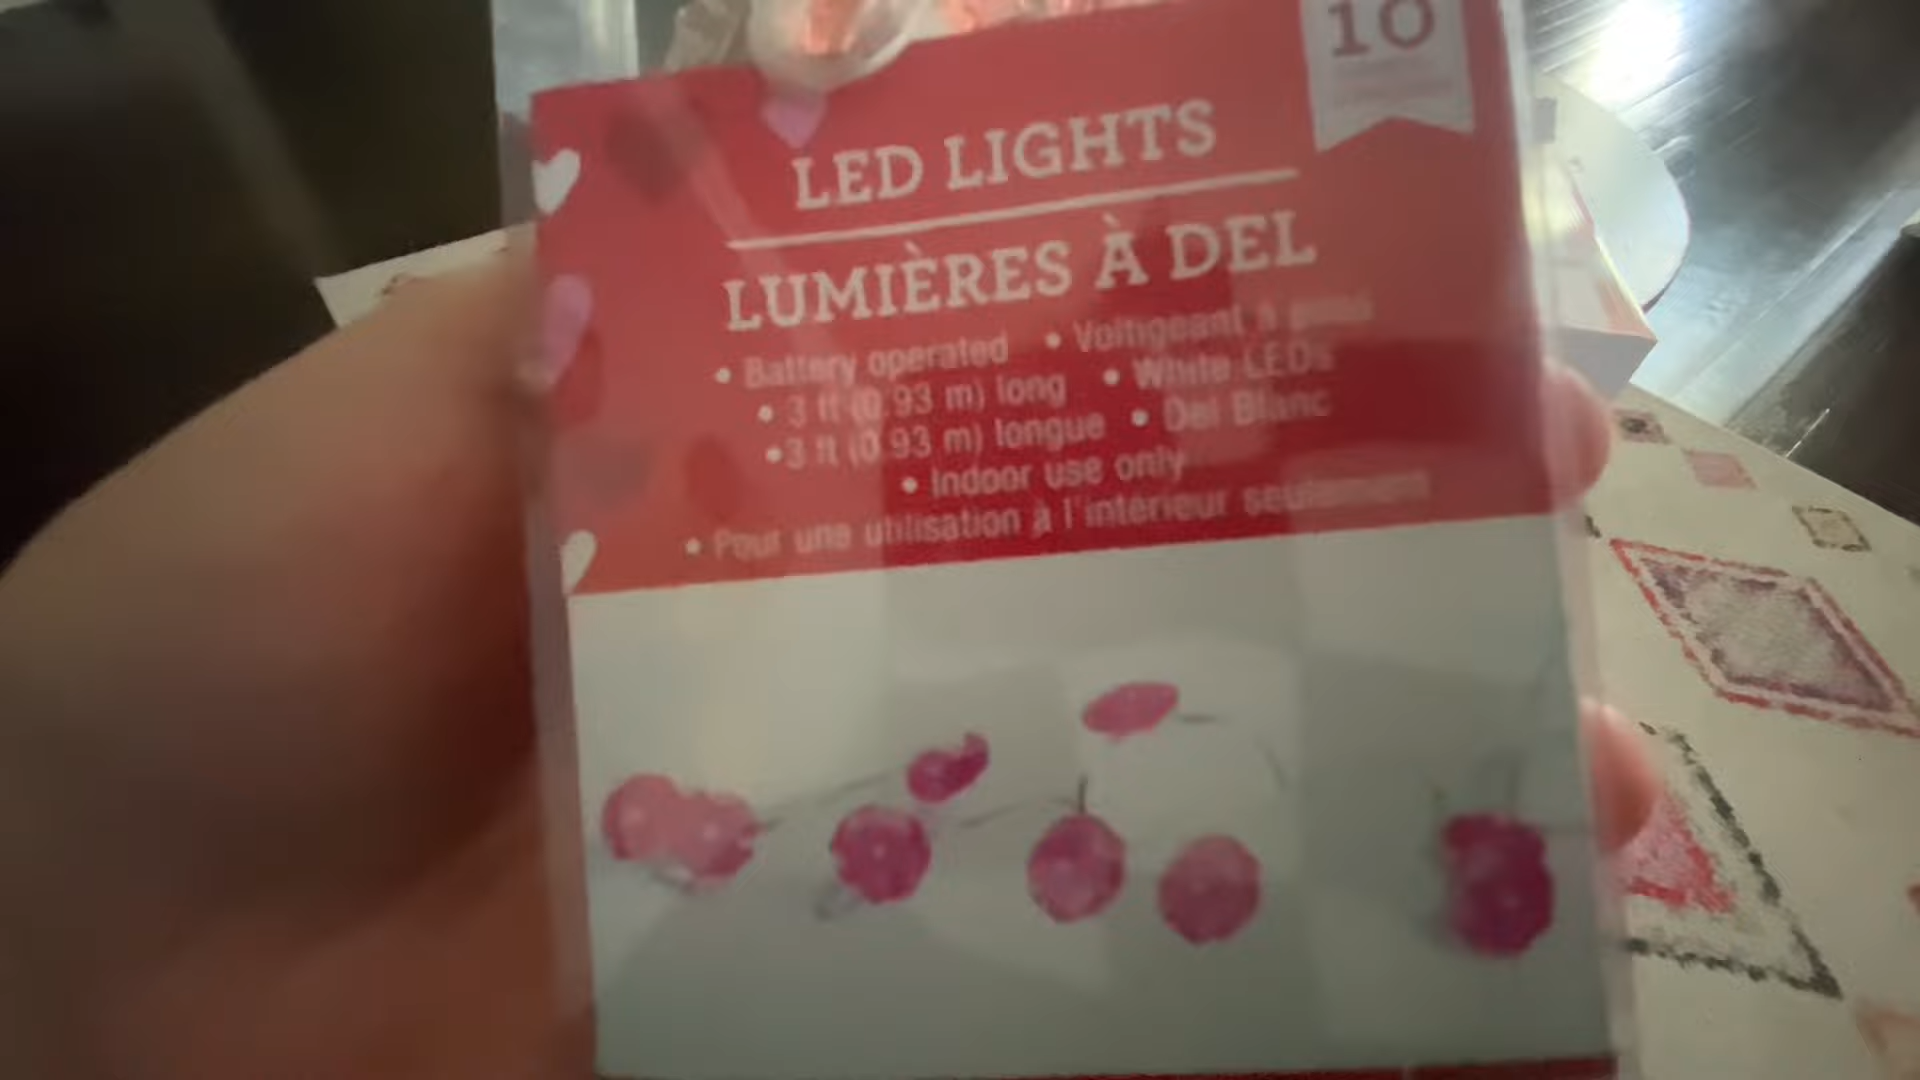 10
LED LIGHTS
LUMIÈRES À DEL
• Battery operated • Voltigeant à
• 3 ft (0.93 m) long • White LEDs
•3 ft (0.93 m) longue • Del Blanc
• Indoor use only
• Pour une utilisation à l'intérieur seulement